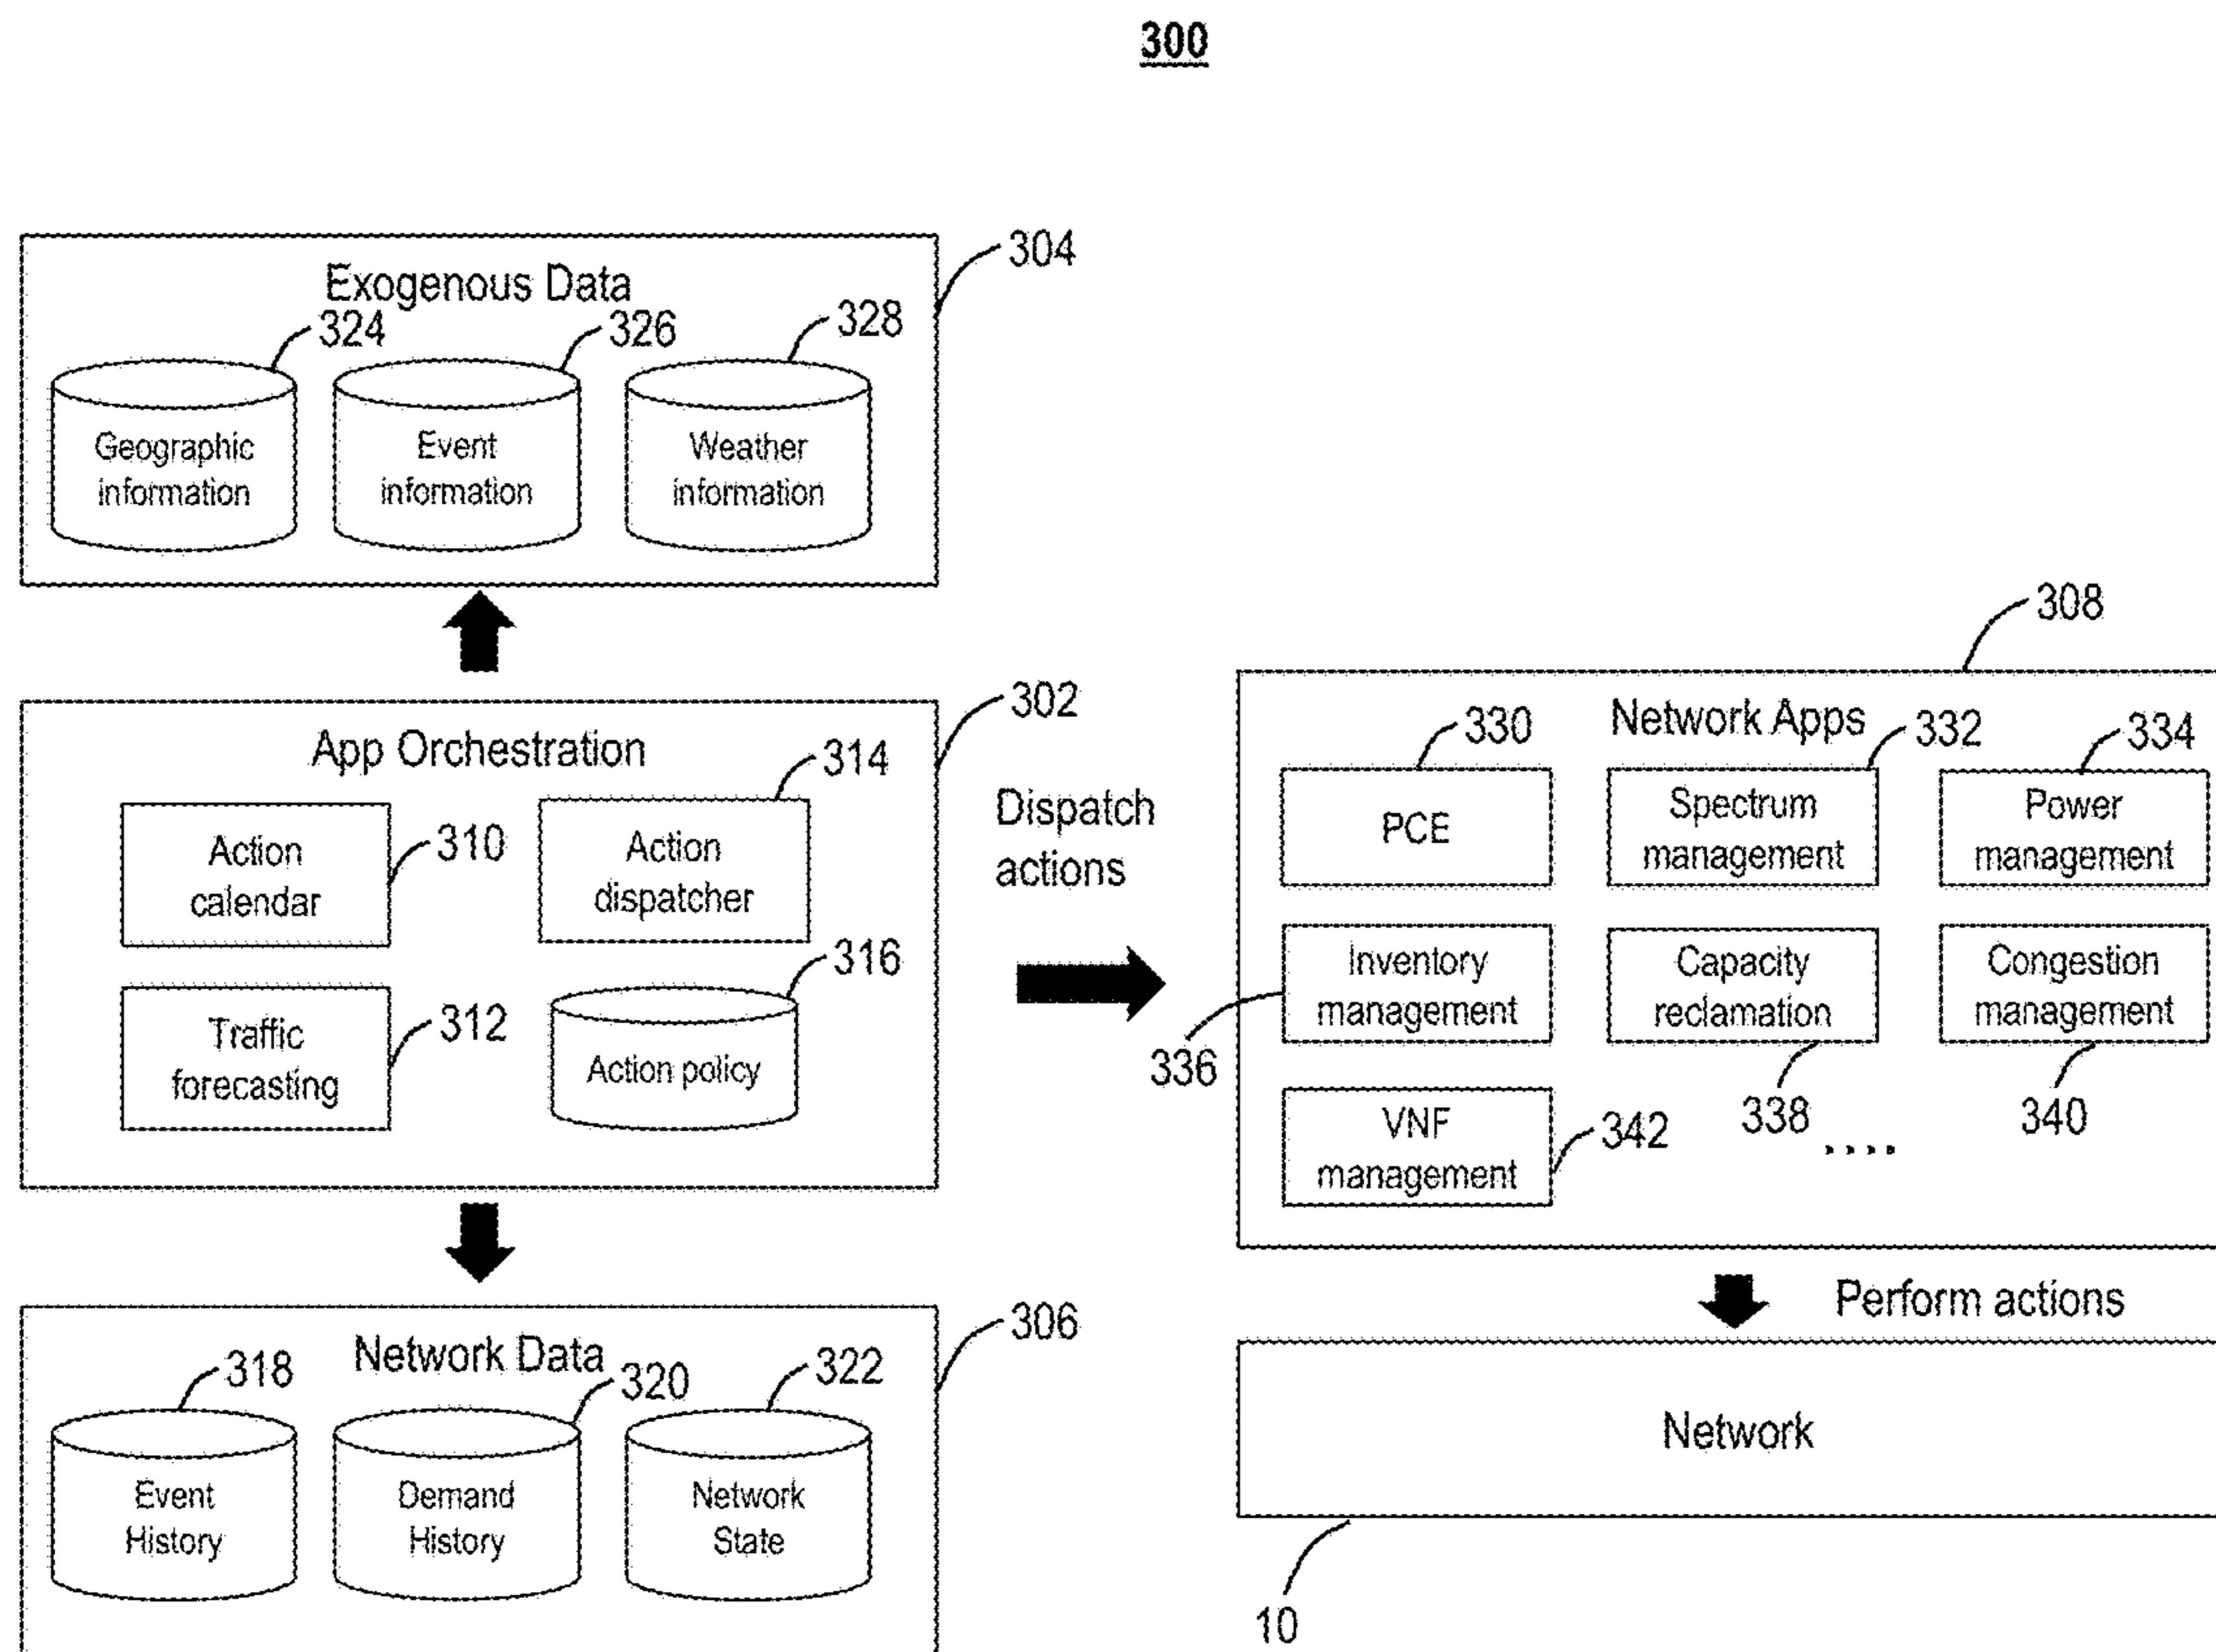 300
Exogenous Data
304
324
326
328
Geographic
information
Event
information
Weather
information
App Orchestration
302
Action
calendar
310
Action
dispatcher
314
Traffic
forecasting
312
Action policy
316
Dispatch
actions
Network Apps
308
PCE
330
Spectrum
management
332
Power
management
334
Inventory
management
336
Capacity
reclamation
338
Congestion
management
340
VNF
management
342
....
Perform actions
Network Data
306
318
320
322
Event
History
Demand
History
Network
State
Network
10